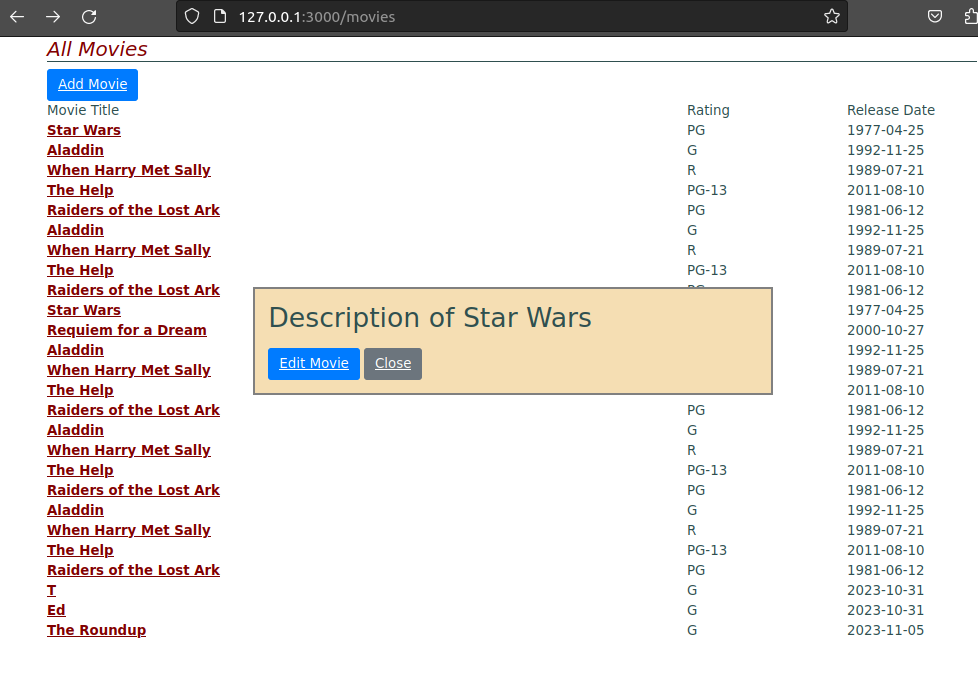 127.0.0.1:3000/movies
All Movies
Add Movie
Movie Title Rating Release Date
Star Wars PG 1977-04-25
Aladdin G 1992-11-25
When Harry Met Sally R 1989-07-21
The Help PG-13 2011-08-10
Raiders of the Lost Ark PG 1981-06-12
Aladdin G 1992-11-25
When Harry Met Sally R 1989-07-21
The Help PG-13 2011-08-10
Raiders of the Lost Ark 1981-06-12
Star Wars 1977-04-25
Requiem for a Dream 2000-10-27
Aladdin 1992-11-25
When Harry Met Sally 1989-07-21
The Help 2011-08-10
Description of Star Wars
Edit Movie Close
Raiders of the Lost Ark PG 1981-06-12
Aladdin G 1992-11-25
When Harry Met Sally R 1989-07-21
The Help PG-13 2011-08-10
Raiders of the Lost Ark PG 1981-06-12
Aladdin G 1992-11-25
When Harry Met Sally R 1989-07-21
The Help PG-13 2011-08-10
Raiders of the Lost Ark PG 1981-06-12
T G 2023-10-31
Ed G 2023-10-31
The Roundup G 2023-11-05